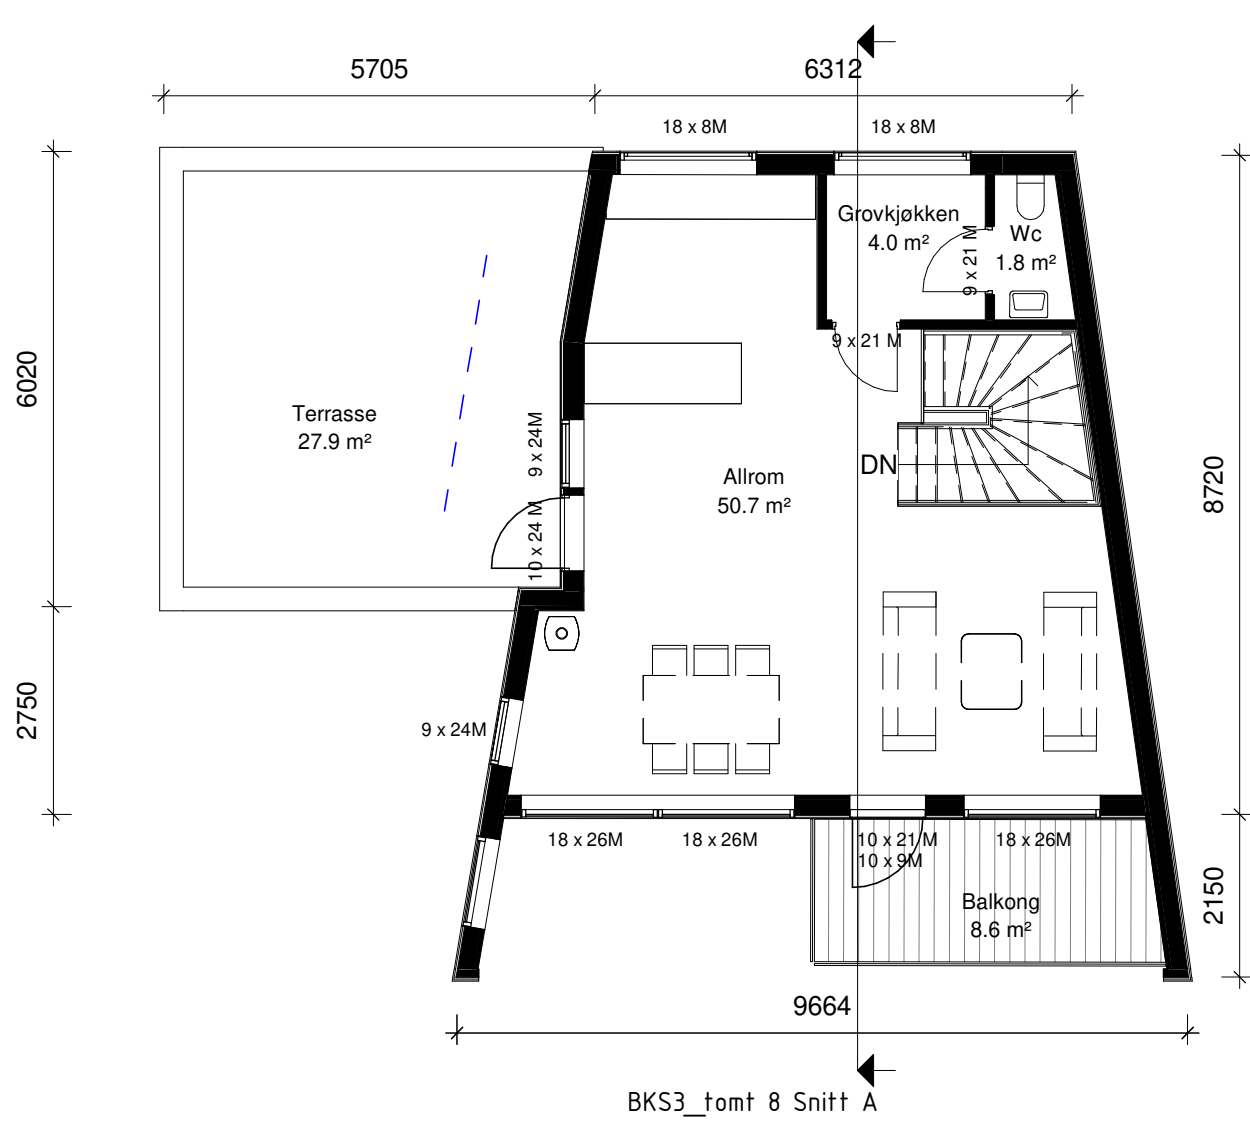 5705
6312
18 x 8M
18 x 8M
Grovkjøkken
4.0 m²
9 x 21 M
Wc
1.8 m²
9 x 21 M
6020
Terrasse
27.9 m²
9 x 24M
10 x 24 M
Allrom
50.7 m²
DN
8720
2750
9 x 24M
18 x 26M
18 x 26M
10 x 21 M
10 x 9M
18 x 26M
Balkong
8.6 m²
2150
9664
BKS3_tomt 8 Snitt A